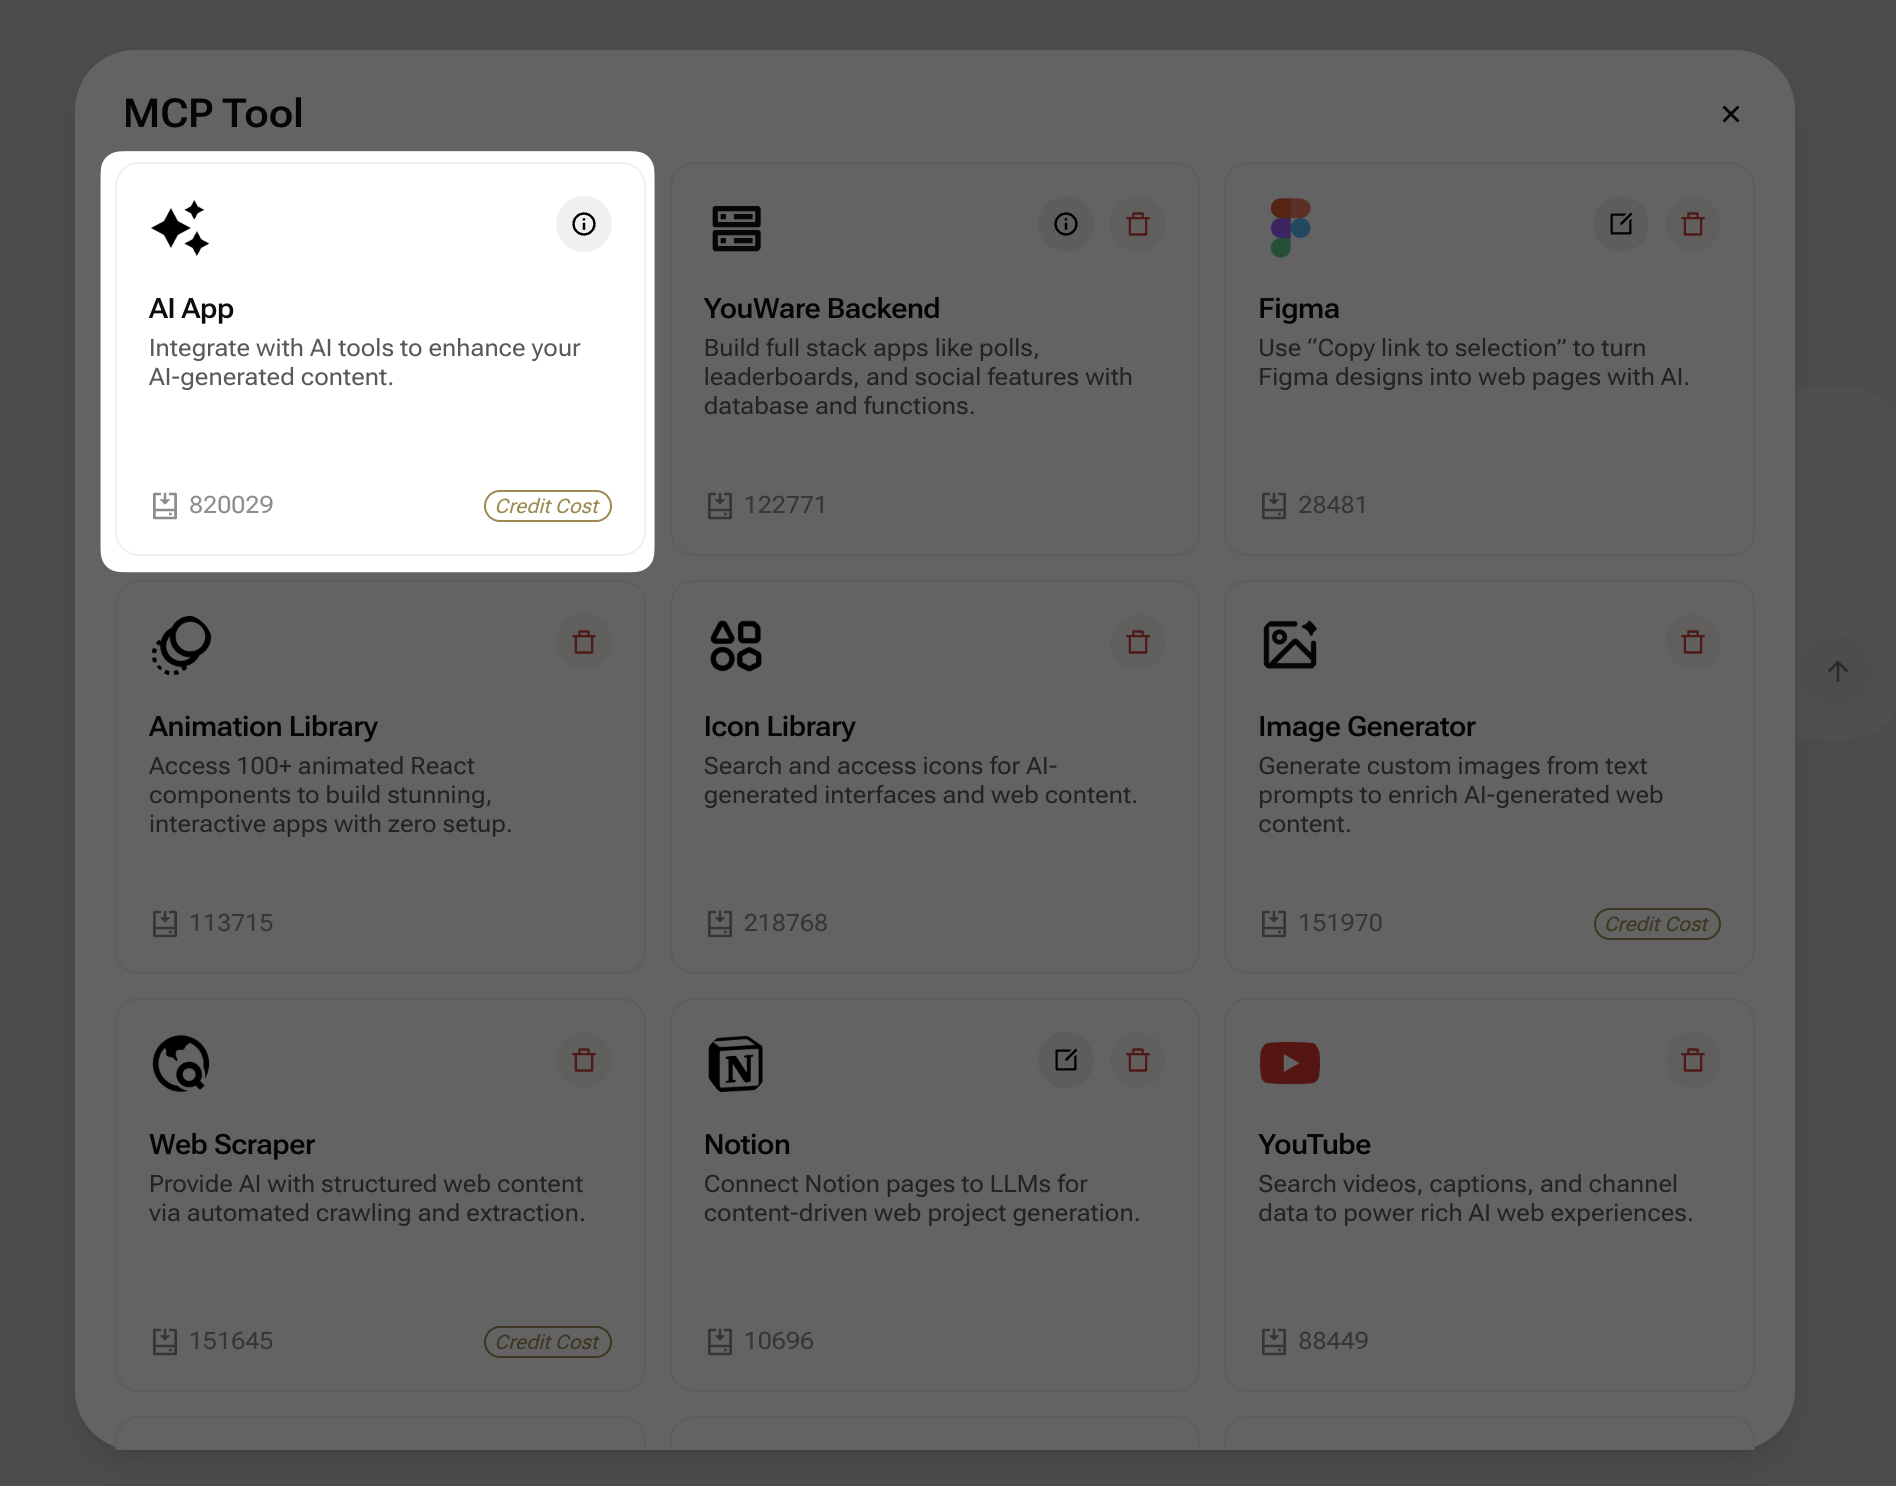 MCP Tool
AI App
Integrate with AI tools to enhance your
AI-generated content.
820029
Credit Cost
YouWare Backend
Build full stack apps like polls,
leaderboards, and social features with
database and functions.
122771
Figma
Use “Copy link to selection” to turn
Figma designs into web pages with AI.
28481
Animation Library
Access 100+ animated React
components to build stunning,
interactive apps with zero setup.
113715
Icon Library
Search and access icons for AI-
generated interfaces and web content.
218768
Image Generator
Generate custom images from text
prompts to enrich AI-generated web
content.
151970
Credit Cost
Web Scraper
Provide AI with structured web content
via automated crawling and extraction.
151645
Credit Cost
Notion
Connect Notion pages to LLMs for
content-driven web project generation.
10696
YouTube
Search videos, captions, and channel
data to power rich AI web experiences.
88449